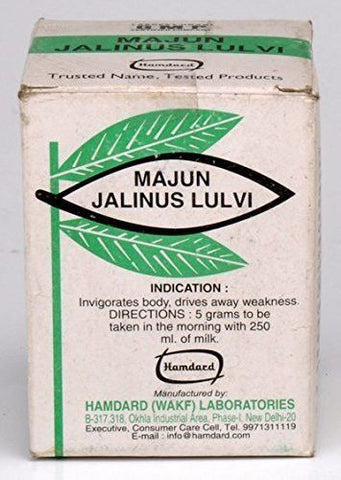 MAJUN
JALINUS LULVI
Hamdard
Trusted Name, Tested Products
MAJUN
JALINUS LULVI
INDICATION :
Invigorates body, drives away weakness.
DIRECTIONS : 5 grams to be
taken in the morning with 250
ml. of milk.
Hamdard
Manufactured by:
HAMDARD (WAKF) LABORATORIES
B-317,318, Okhla Industrial Area, Phase-I, New Delhi-20
Executive, Consumer Care Cell, Tel. 9971311119
E-mail : info@hamdard.com